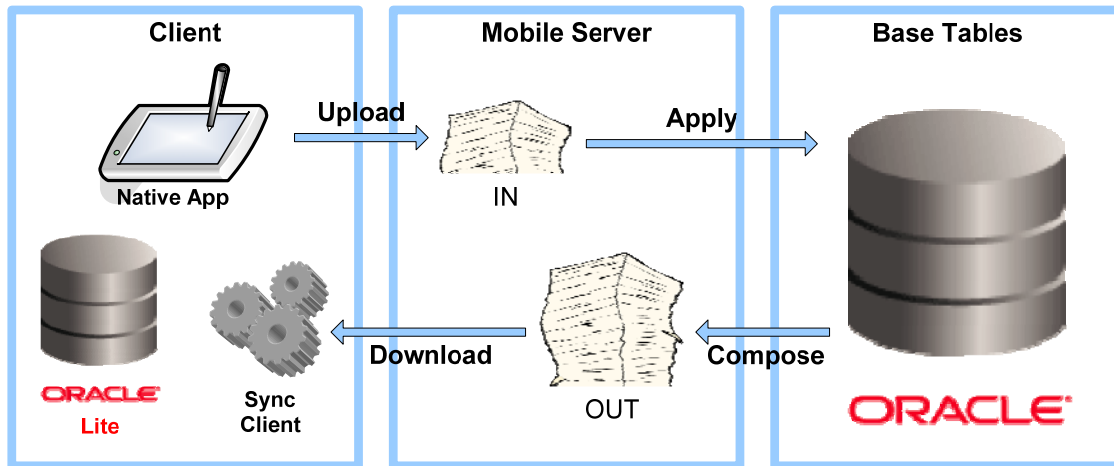 Client
Mobile Server
Base Tables
Upload
Apply
Native App
IN
Download
Compose
ORACLE
Lite
Sync
Client
OUT
ORACLE